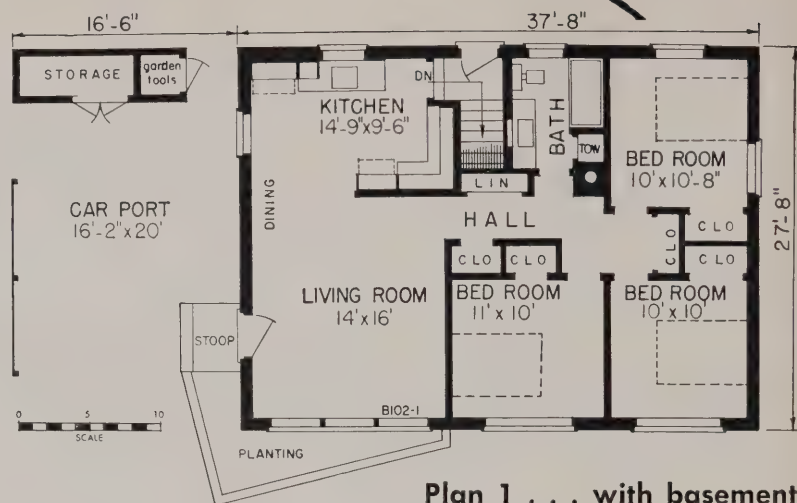 16'-6" 37'-8"
STORAGE
garden
tools
DN
KITCHEN
14'-9"x9'-6"
BATH
TOW
BED ROOM
10'x10'-8"
CLO
27'-8"
DINING
LIN
HALL
CAR PORT
16'-2"x20'
CLO
CLO
CLO
CLO
LIVING ROOM
14'x16'
BED ROOM
11'x10'
BED ROOM
10'x10'
STOOP
B102-1
0 5 10
SCALE
PLANTING
Plan 1 . . . with basement